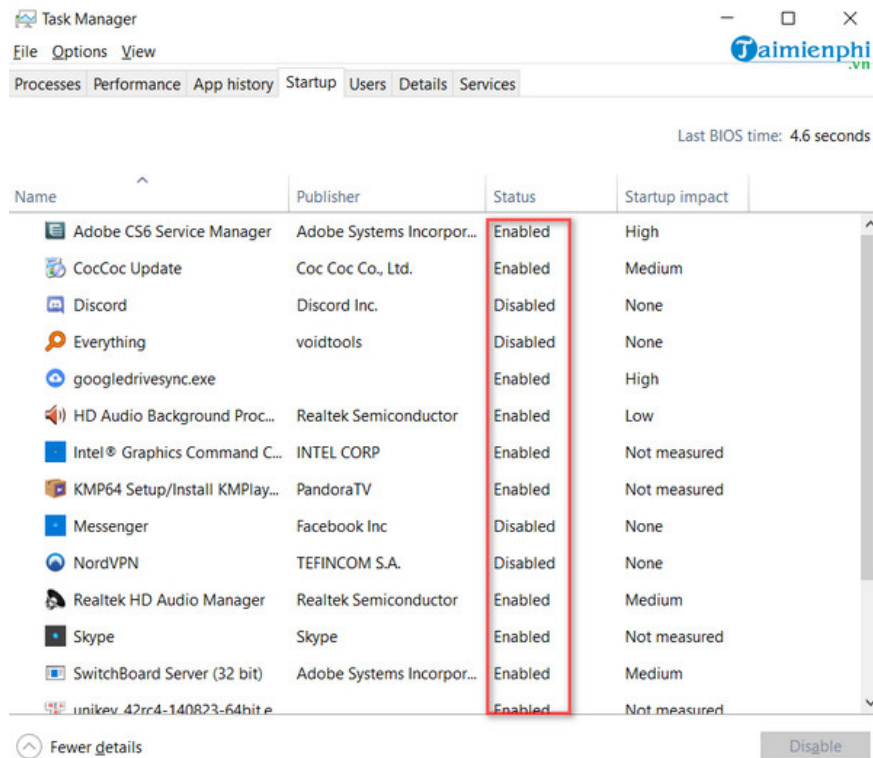 Task Manager
File Options View
Taimienphi
.vn
Processes Performance App history Startup Users Details Services
Last BIOS time: 4.6 seconds
Name Publisher Status Startup impact
Adobe CS6 Service Manager Adobe Systems Incorpor... Enabled High
CocCoc Update Coc Coc Co., Ltd. Enabled Medium
Discord Discord Inc. Disabled None
Everything voidtools Disabled None
googledrivesync.exe Enabled High
HD Audio Background Proc... Realtek Semiconductor Enabled Low
Intel® Graphics Command C... INTEL CORP Enabled Not measured
KMP64 Setup/Install KMPlay... PandoraTV Enabled Not measured
Messenger Facebook Inc Disabled None
NordVPN TEFINCOM S.A. Disabled None
Realtek HD Audio Manager Realtek Semiconductor Enabled Medium
Skype Skype Enabled Not measured
SwitchBoard Server (32 bit) Adobe Systems Incorpor... Enabled Medium
unikey_42rc4-140823-64bit.e Enabled Not measured
Fewer details Disable